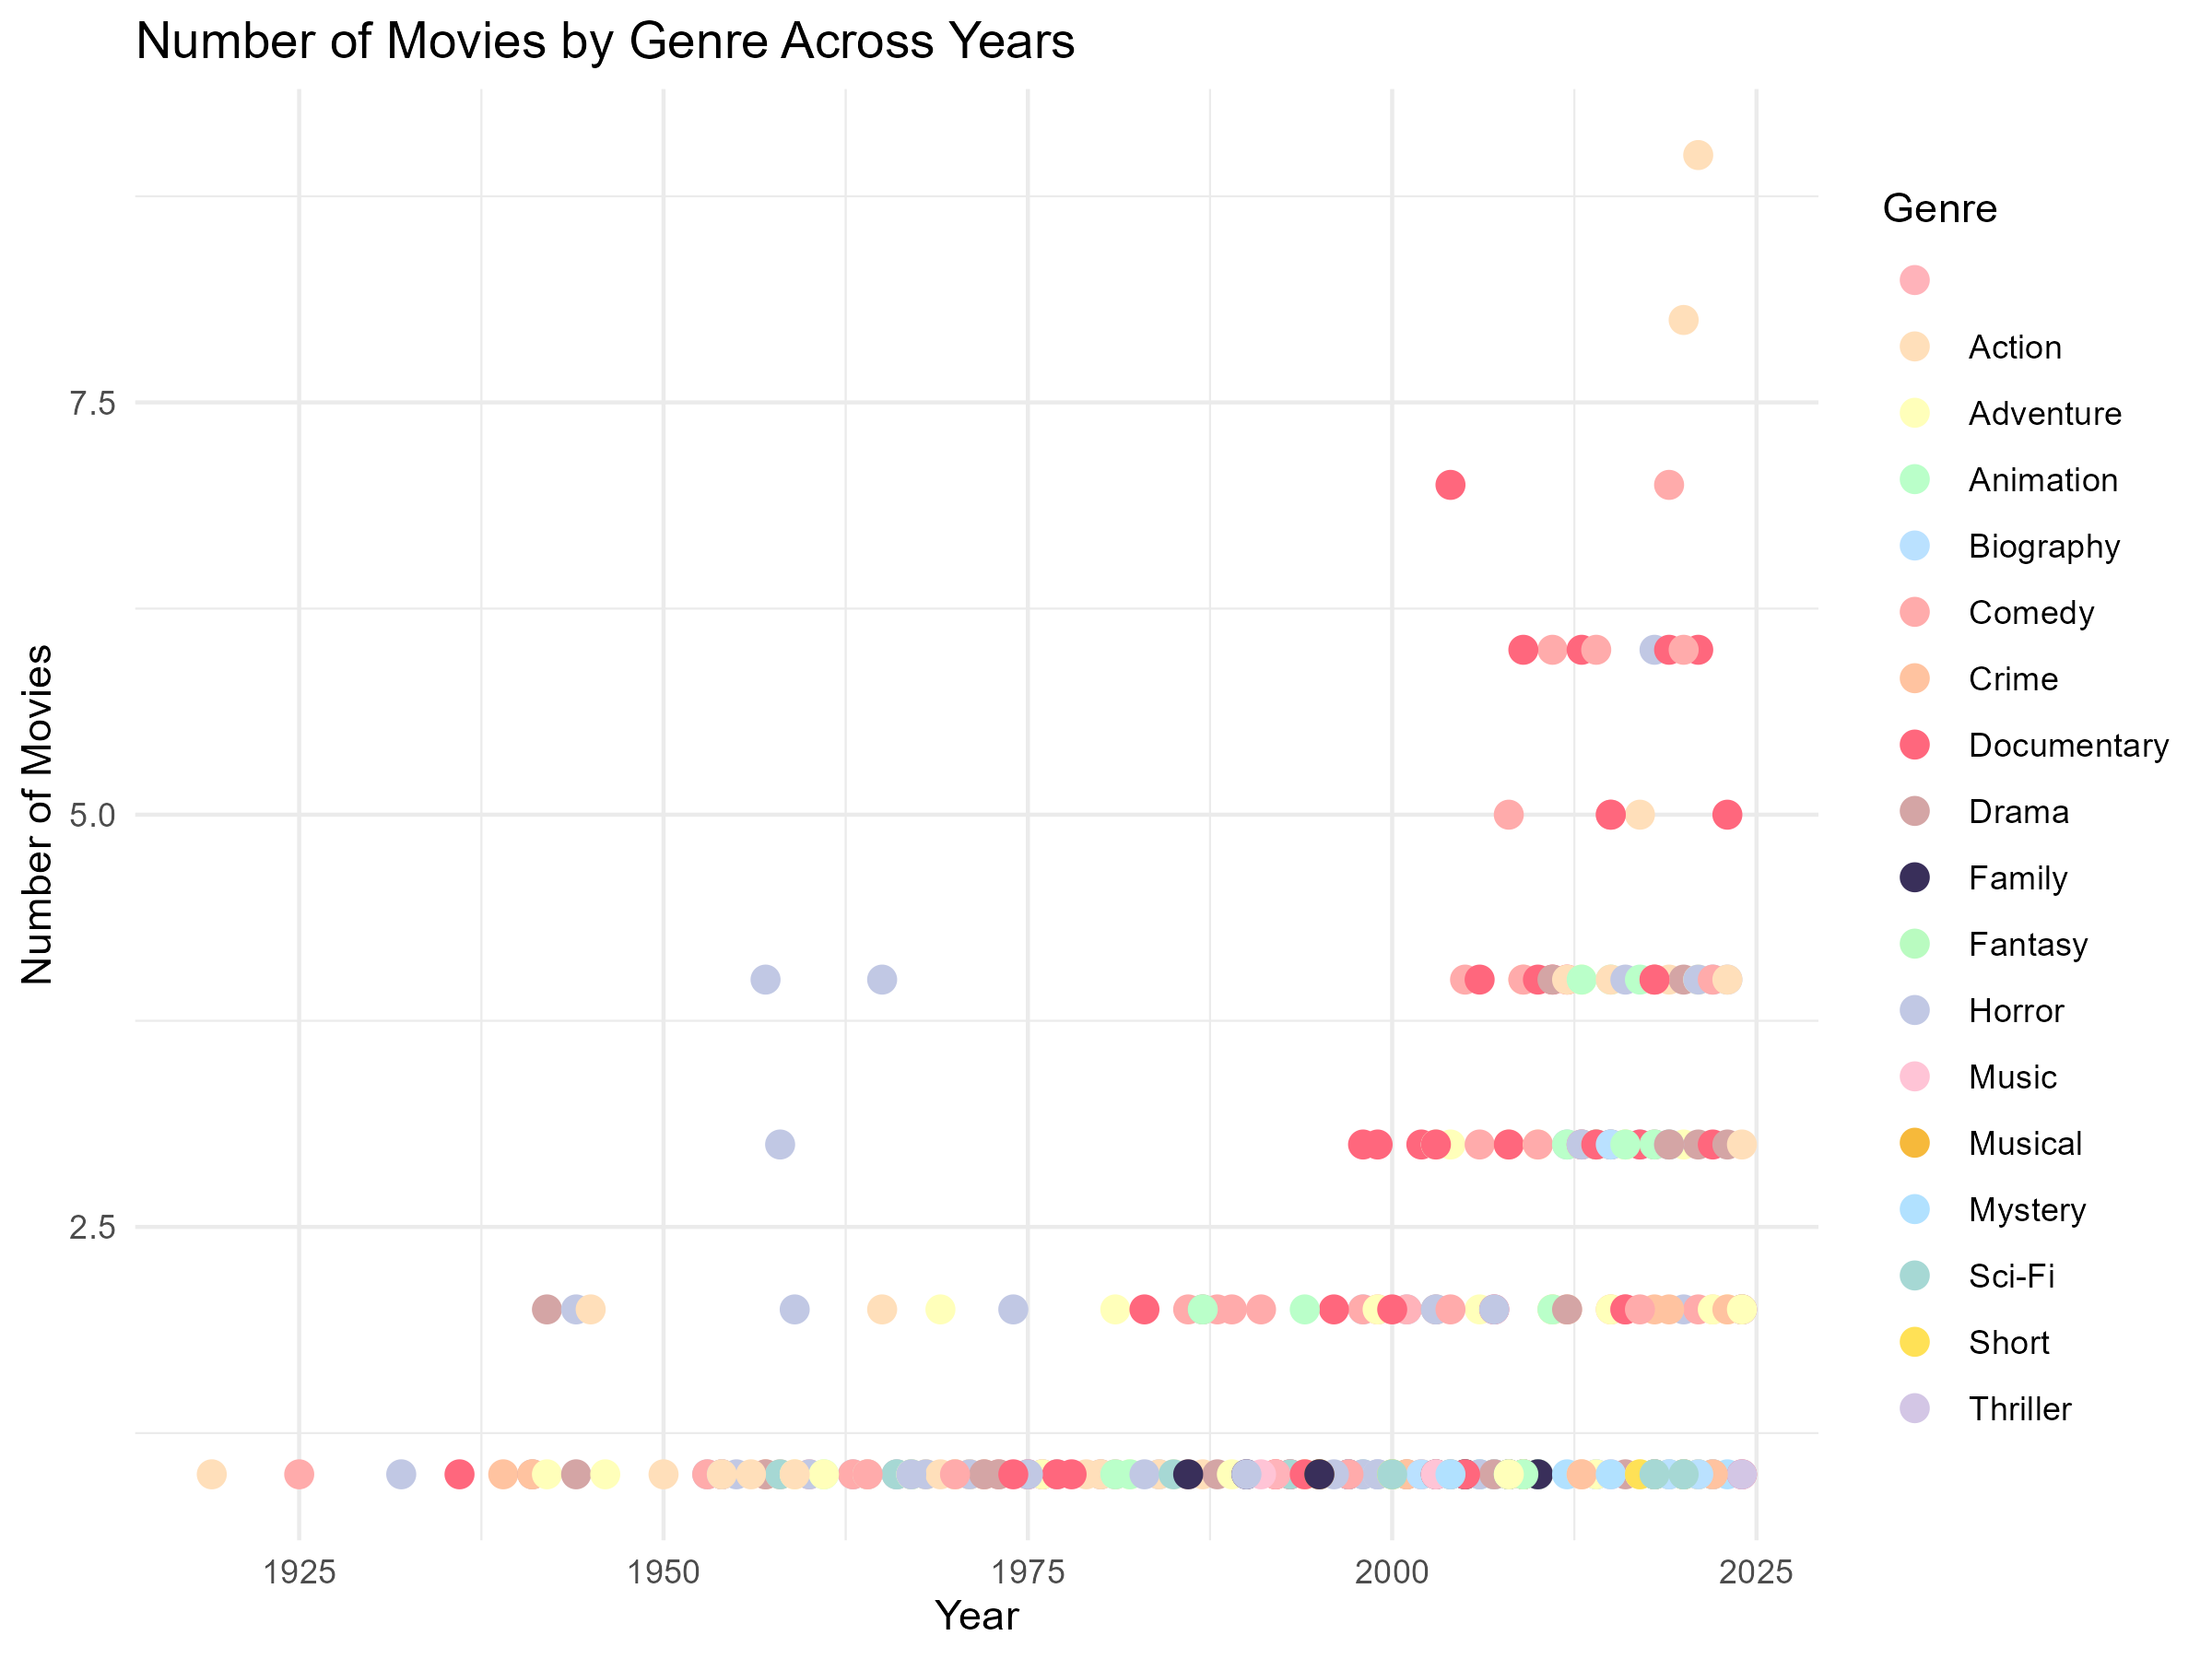 Number of Movies by Genre Across Years
Number of Movies
7.5
5.0
2.5
1925
1950
1975
2000
2025
Year
Genre
Action
Adventure
Animation
Biography
Comedy
Crime
Documentary
Drama
Family
Fantasy
Horror
Music
Musical
Mystery
Sci-Fi
Short
Thriller